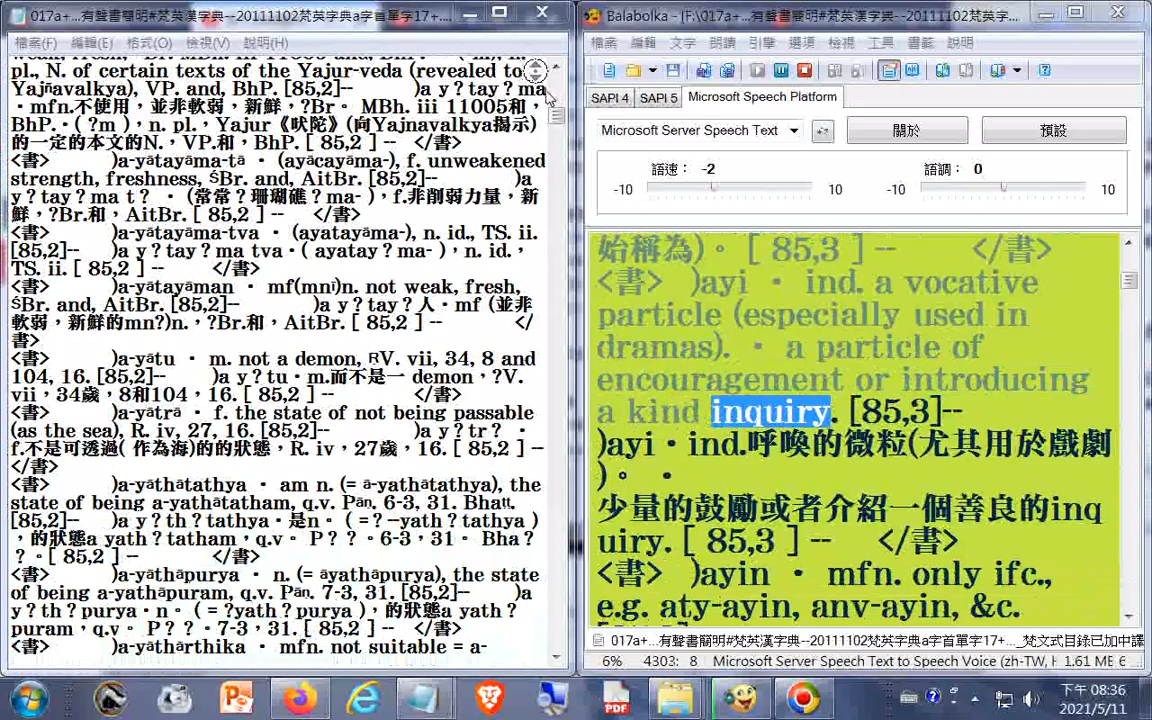 017a+...有聲書簡明#梵英漢字典--20111102梵英字典a字首單字17+...
檔案(F) 編輯(E) 格式(O) 檢視(V) 說明(H)
pl., N. of certain texts of the Yajur-veda (revealed to
Yajñavalkya), VP. and, BhP. [85,2]-- )a y?tay?ma
・mfn.不使用，並非軟弱，新鮮，?Br。 MBh. iii 11005和，
BhP.・(?m)，n. pl.，Yajur《吠陀》(向Yajnavalkya揭示)
的一定的本文的N.，VP.和，BhP. [ 85,2 ] -- </書>
<書> )a-yātayāma-tā ・ (ayācayāma-), f. unweakened
strength, freshness, ŚBr. and, AitBr. [85,2]-- )a
y?tay?ma t? ・ (常常?珊瑚礁?ma- )，f.非削弱力量，新
鮮，?Br.和，AitBr. [ 85,2 ] -- </書>
<書> )a-yātayāma-tva ・ (ayatayāma-), n. id., TS. ii.
[85,2]-- )a y?tay?ma tva・( ayatay?ma- )，n. id.，
TS. ii. [ 85,2 ] -- </書>
<書> )a-yātayāman ・ mf(mnī)n. not weak, fresh,
ŚBr. and, AitBr. [85,2]-- )a y?tay?人・mf (並非
軟弱，新鮮的mn?)n.，?Br.和，AitBr. [ 85,2 ] -- </
書>
<書> )a-yātu ・ m. not a demon, RV. vii, 34, 8 and
104, 16. [85,2]-- )a y?tu・m.而不是一 demon，?V.
vii，34歲，8和104，16. [ 85,2 ] -- </書>
<書> )a-yātrā ・ f. the state of not being passable
(as the sea), R. iv, 27, 16. [85,2]-- )a y?tr?・
f.不是可透過( 作為海)的的狀態，R. iv，27歲，16. [ 85,2 ] --
</書>
<書> )a-yāthātathya ・ am n. (= ā-yathātathya), the
state of being a-yathātatham, q.v. Pāṇ. 6-3, 31. Bhaṭṭ.
[85,2]-- )a y?th?tathya・是n。( =?—yath?tathya )
，的狀態a yath?tatham，q.v。 P??。6-3，31。 Bha?
?。[ 85,2 ] -- </書>
<書> )a-yāthāpurya ・ n. (= āyathāpurya), the state
of being a-yathāpuram, q.v. Pāṇ. 7-3, 31. [85,2]-- )a
y?th?purya・n。( =?yath?purya )，的狀態a yath?
puram，q.v。 P??。7-3，31. [ 85,2 ] -- </書>
<書> )a-yāthārthika ・ mfn. not suitable = a-
Balabolka - [F:\017a+...有聲書簡明#梵英漢字典--20111102梵英字...
檔案 編輯 文字 朗讀 引擎 選項 檢視 工具 書籤 說明
SAPI 4 SAPI 5 Microsoft Speech Platform
Microsoft Server Speech Text 關於 預設
語速： -2 語調： 0
-10 10 -10 10
始稱為)。[ 85,3 ] -- </書>
<書> )ayi ・ ind. a vocative
particle (especially used in
dramas). ・ a particle of
encouragement or introducing
a kind inquiry. [85,3]--
)ayi・ind.呼喚的微粒(尤其用於戲劇
)。・
少量的鼓勵或者介紹一個善良的inq
uiry. [ 85,3 ] -- </書>
<書> )ayin ・ mfn. only ifc.,
e.g. aty-ayin, anv-ayin, &c.
017a+...有聲書簡明#梵英漢字典--20111102梵英字典a字首單字17+..._梵文式目錄已加中譯
6% 4303: 8 Microsoft Server Speech Text to Speech Voice (zh-TW, H 1.61 MB 6
下午 08:36
2021/5/11